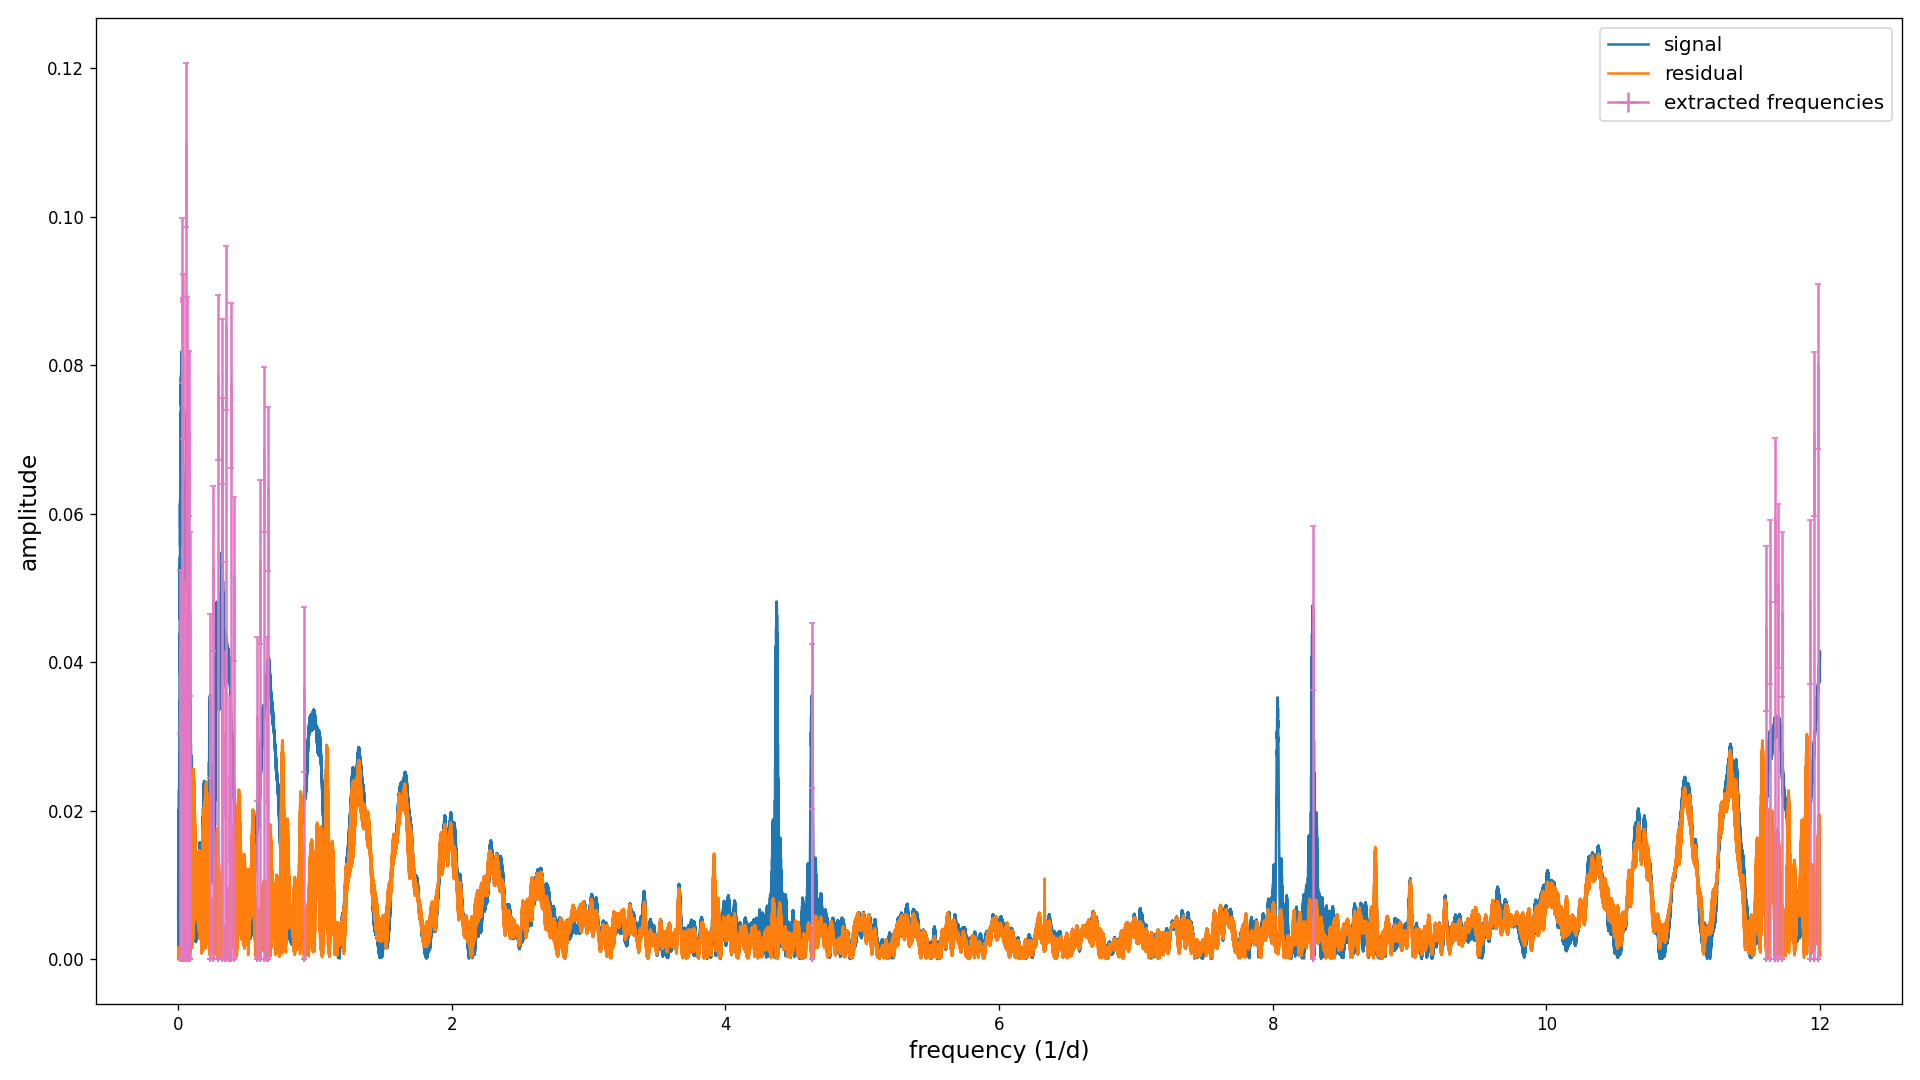 signal
residual
extracted frequencies
0.12
0.10
0.08
0.06
0.04
0.02
0.00
amplitude
0 2 4 6 8 10 12
frequency (1/d)